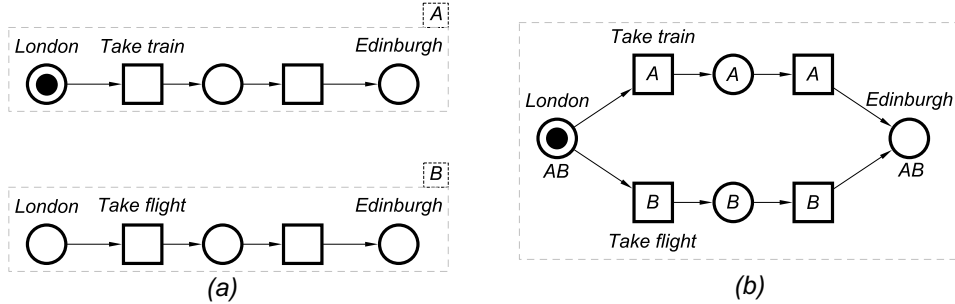 A
London Take train Edinburgh
B
London Take flight Edinburgh
(a)
Take train
A A A
London Edinburgh
AB AB
B B B
Take flight
(b)